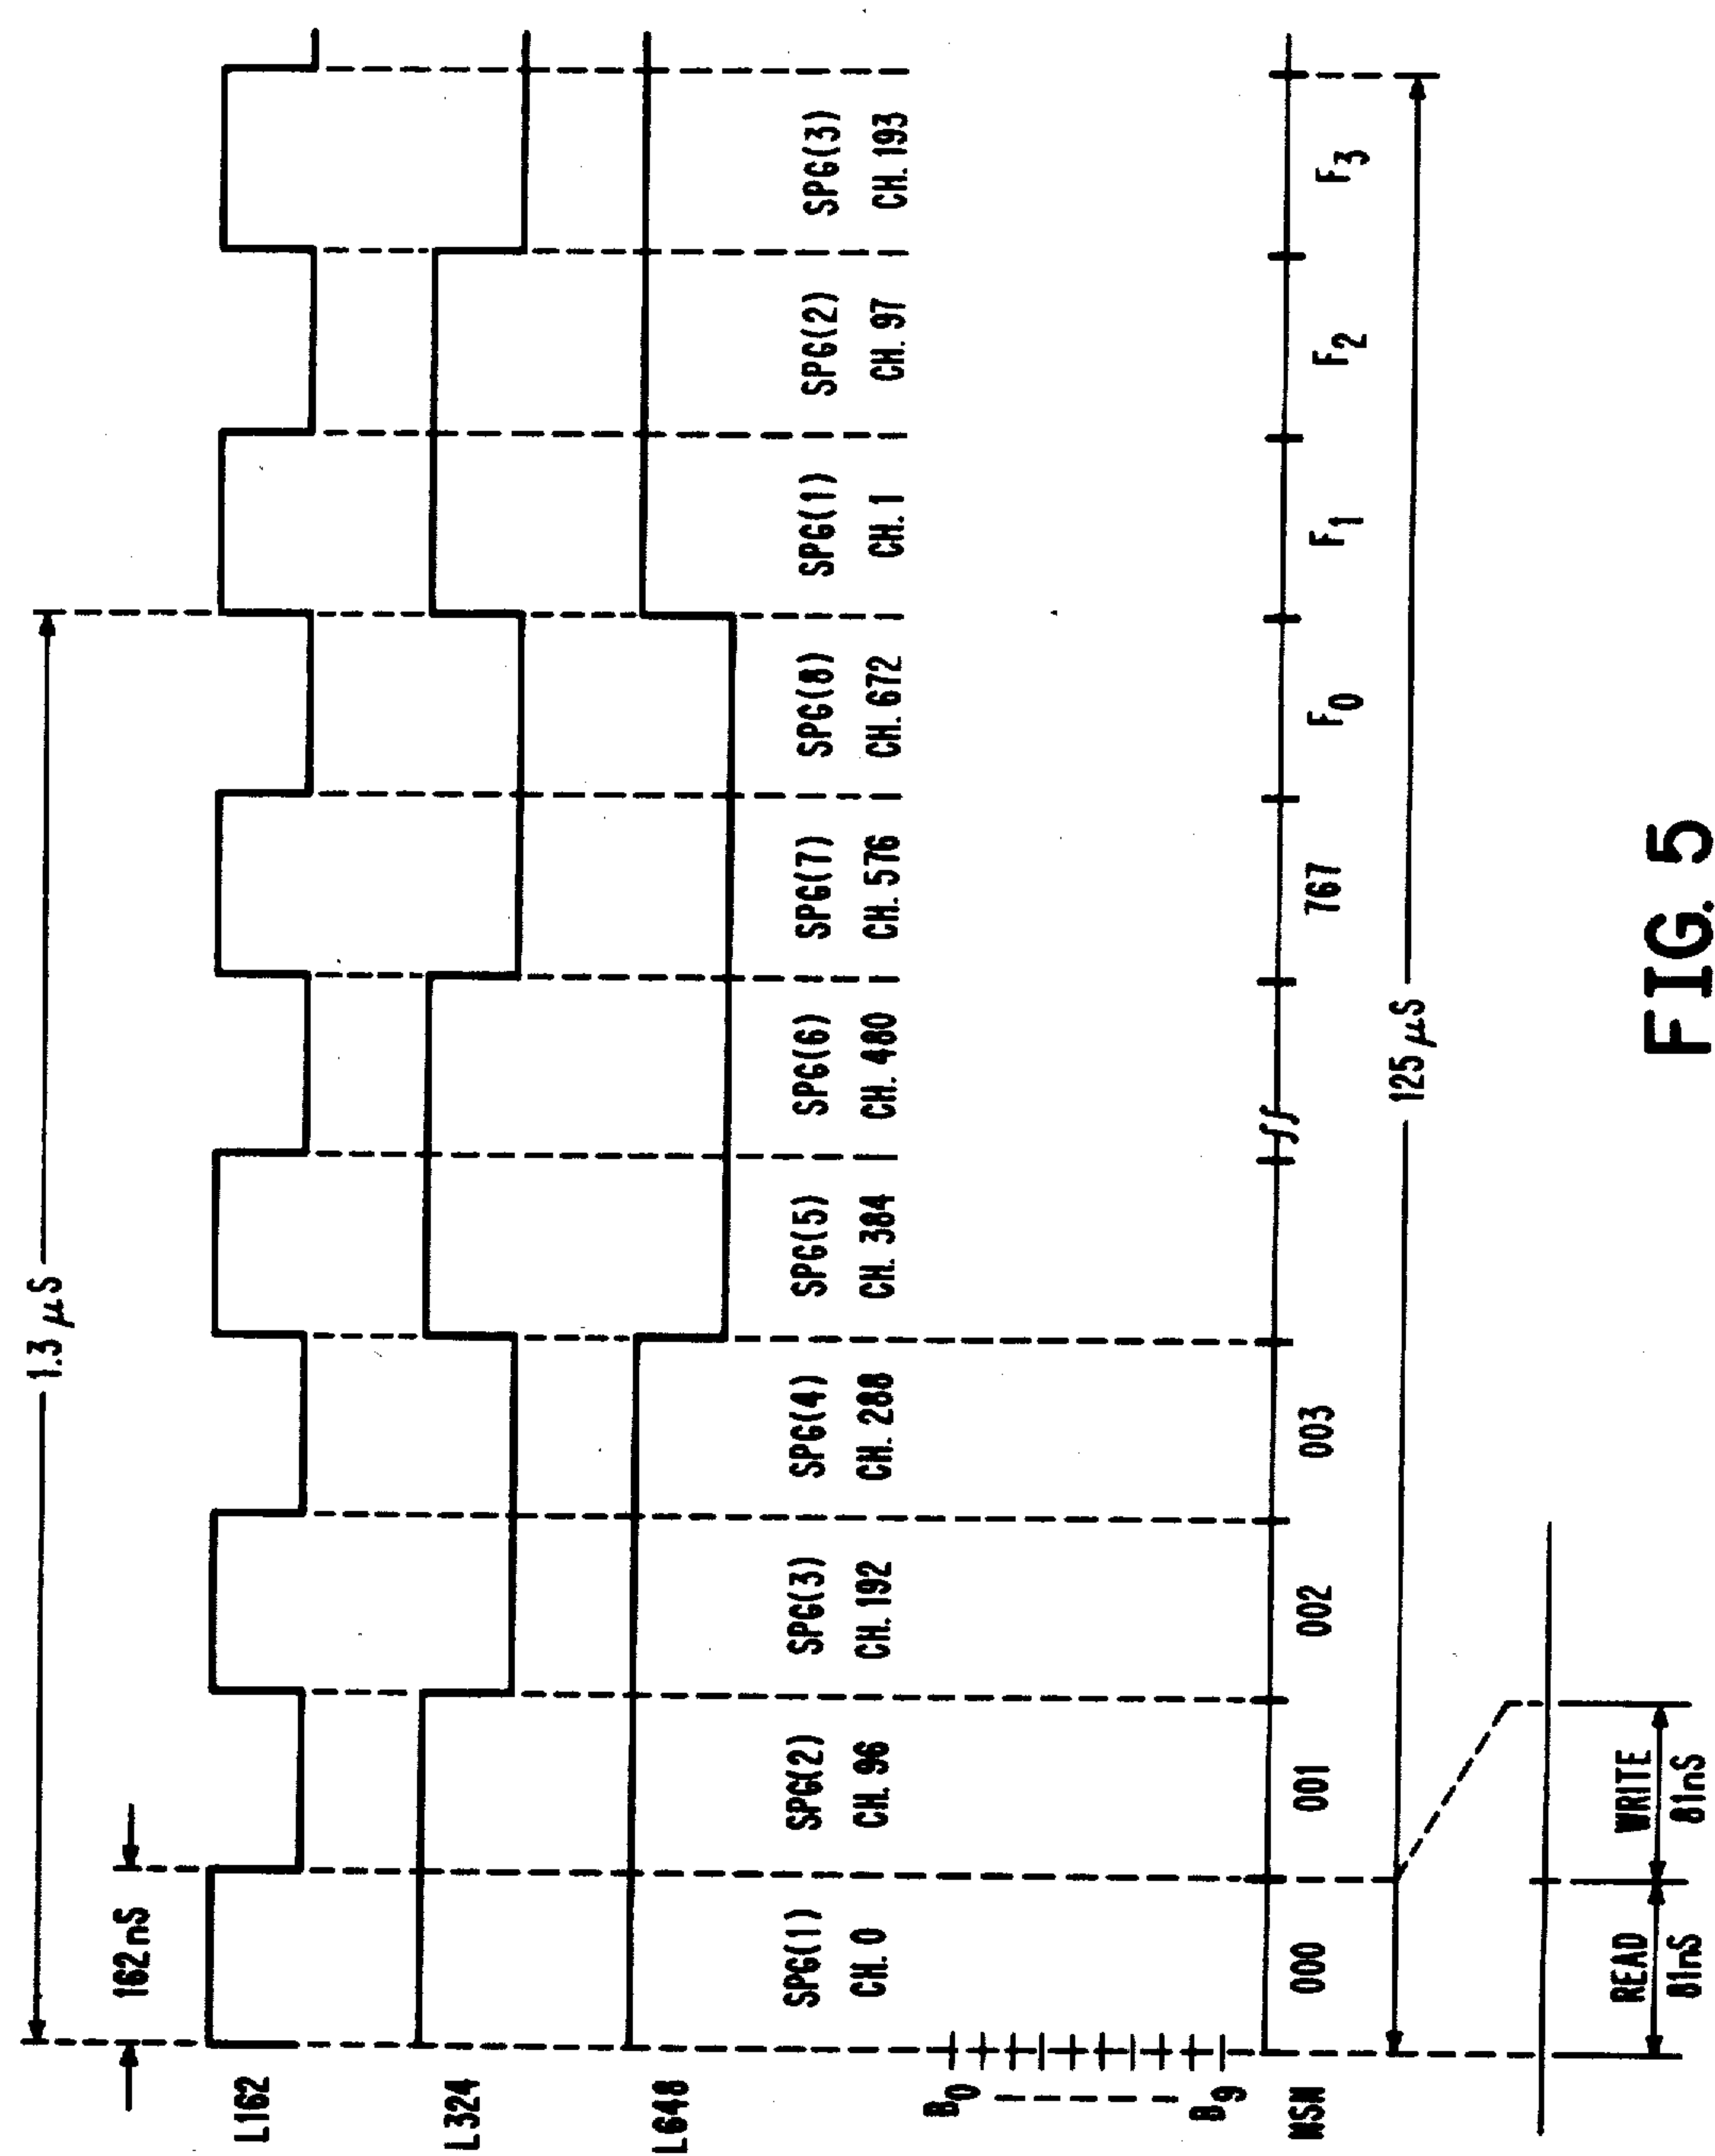 1.3 μS
162nS
L162
L324
L648
SPG(1) SPG(2) SPG(3) SPG(4) SPG(5) SPG(6) SPG(7) SPG(8) SPG(1) SPG(2) SPG(3)
CH. 0 CH. 96 CH. 192 CH. 288 CH. 384 CH. 480 CH. 576 CH. 672 CH. 1 CH. 97 CH. 193
B0
B9
MSN
000 001 002 003 767 F0 F1 F2 F3
125 μS
READ WRITE
81nS 81nS
FIG. 5